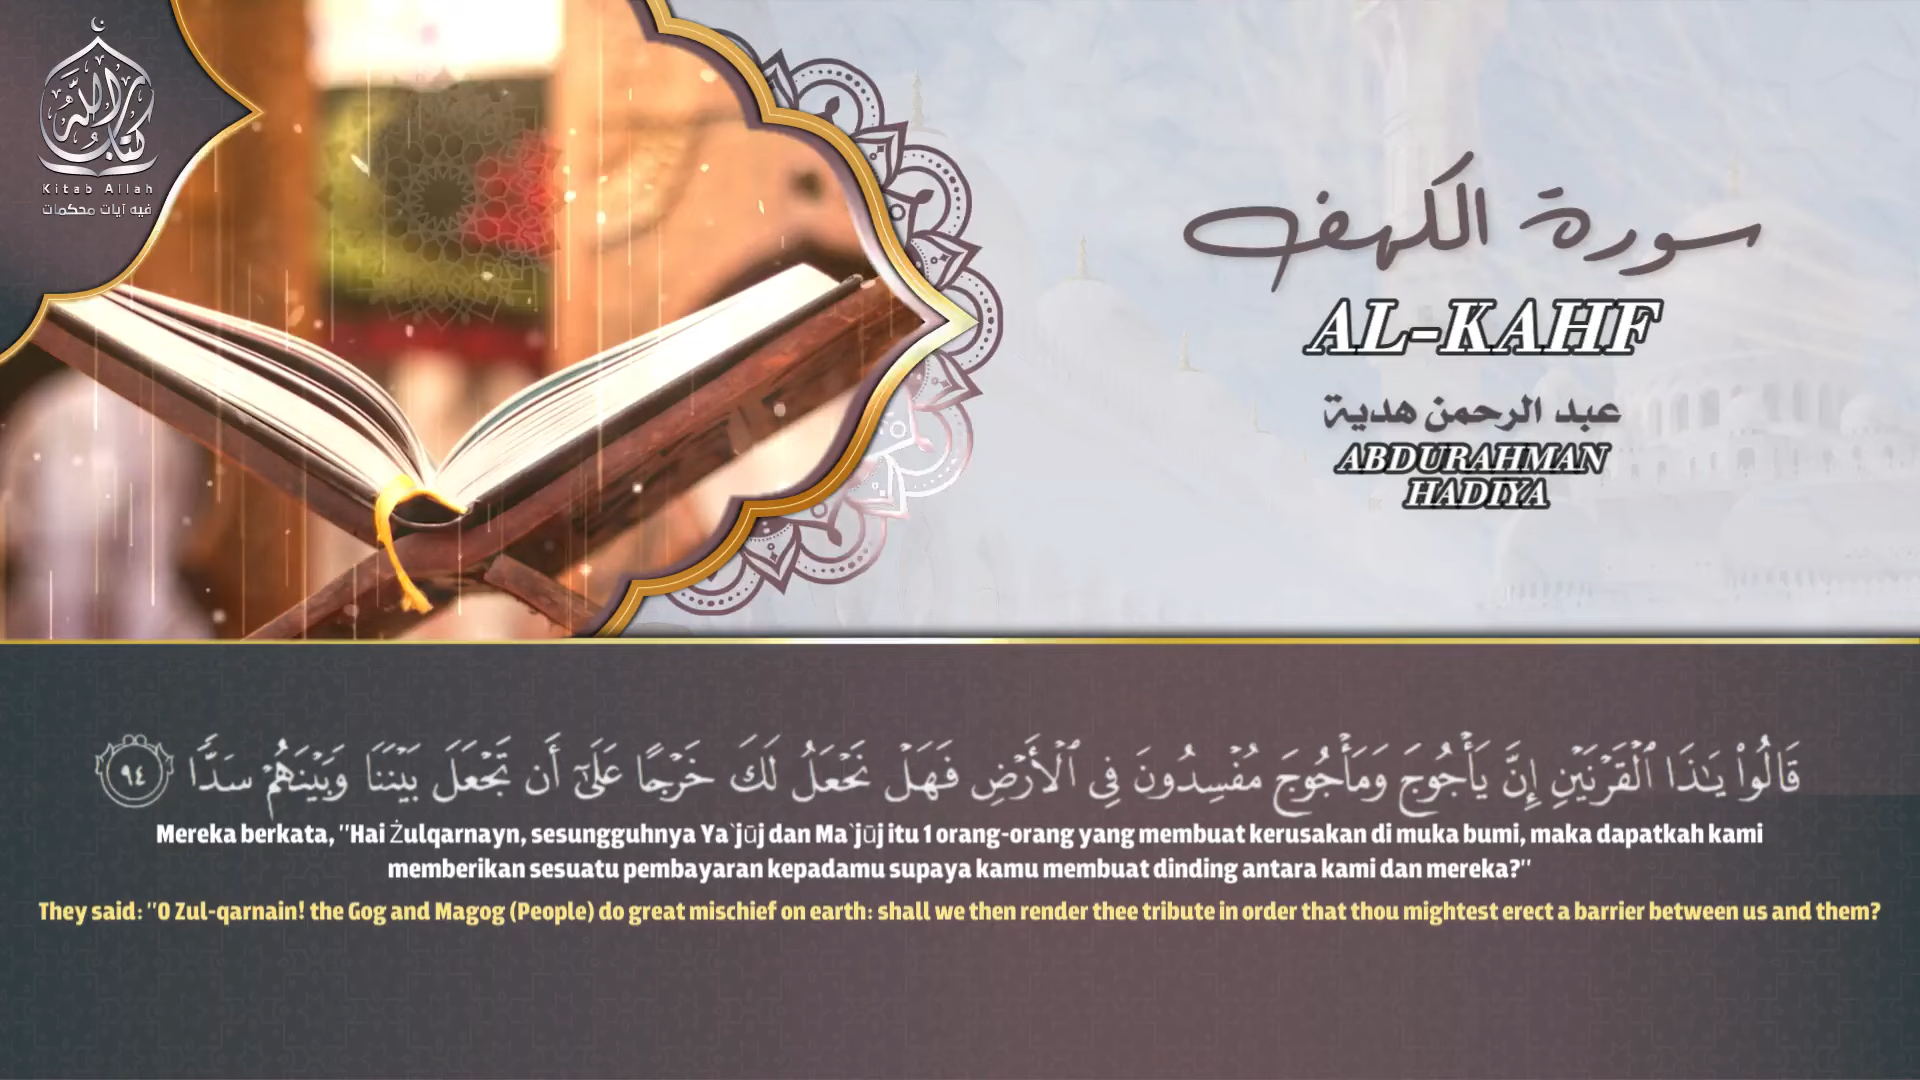 كتاب الله
Kitab Allah
فيه آيات محكمات
سورة الكهف
AL-KAHF
عبد الرحمن هدية
ABDURAHMAN
HADIYA
قَالُوا۟ يَـٰذَا ٱلْقَرْنَيْنِ إِنَّ يَأْجُوجَ وَمَأْجُوجَ مُفْسِدُونَ فِى ٱلْأَرْضِ فَهَلْ نَجْعَلُ لَكَ خَرْجًا عَلَىٰٓ أَن تَجْعَلَ بَيْنَنَا وَبَيْنَهُمْ سَدًّا ٩٤
Mereka berkata, "Hai Żulqarnayn, sesungguhnya Ya`jūj dan Ma`jūj itu 1 orang-orang yang membuat kerusakan di muka bumi, maka dapatkah kami
memberikan sesuatu pembayaran kepadamu supaya kamu membuat dinding antara kami dan mereka?"
They said: "O Zul-qarnain! the Gog and Magog (People) do great mischief on earth: shall we then render thee tribute in order that thou mightest erect a barrier between us and them?